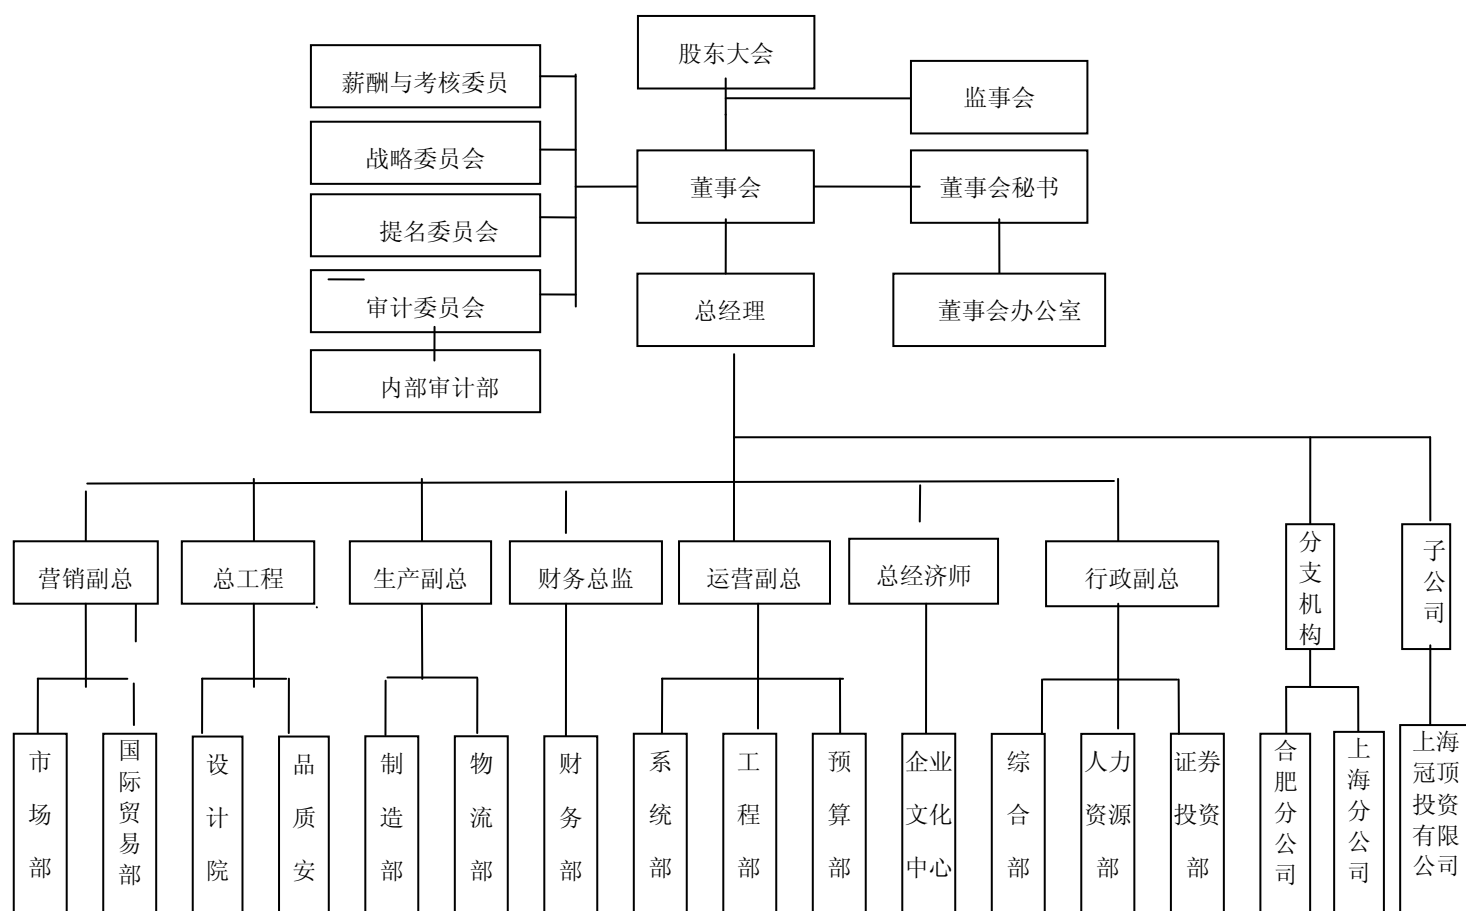 股东大会
薪酬与考核委员
监事会
战略委员会
董事会
董事会秘书
提名委员会
审计委员会
总经理
董事会办公室
内部审计部
营销副总
总工程
生产副总
财务总监
运营副总
总经济师
行政副总
分支机构
子公司
市场部
国际贸易部
设计院
品质安
制造部
物流部
财务部
系统部
工程部
预算部
企业
文化
中心
综合部
人力
资源部
证券
投资部
合肥分公司
上海分公司
上海
冠顶
投资
有限
公司